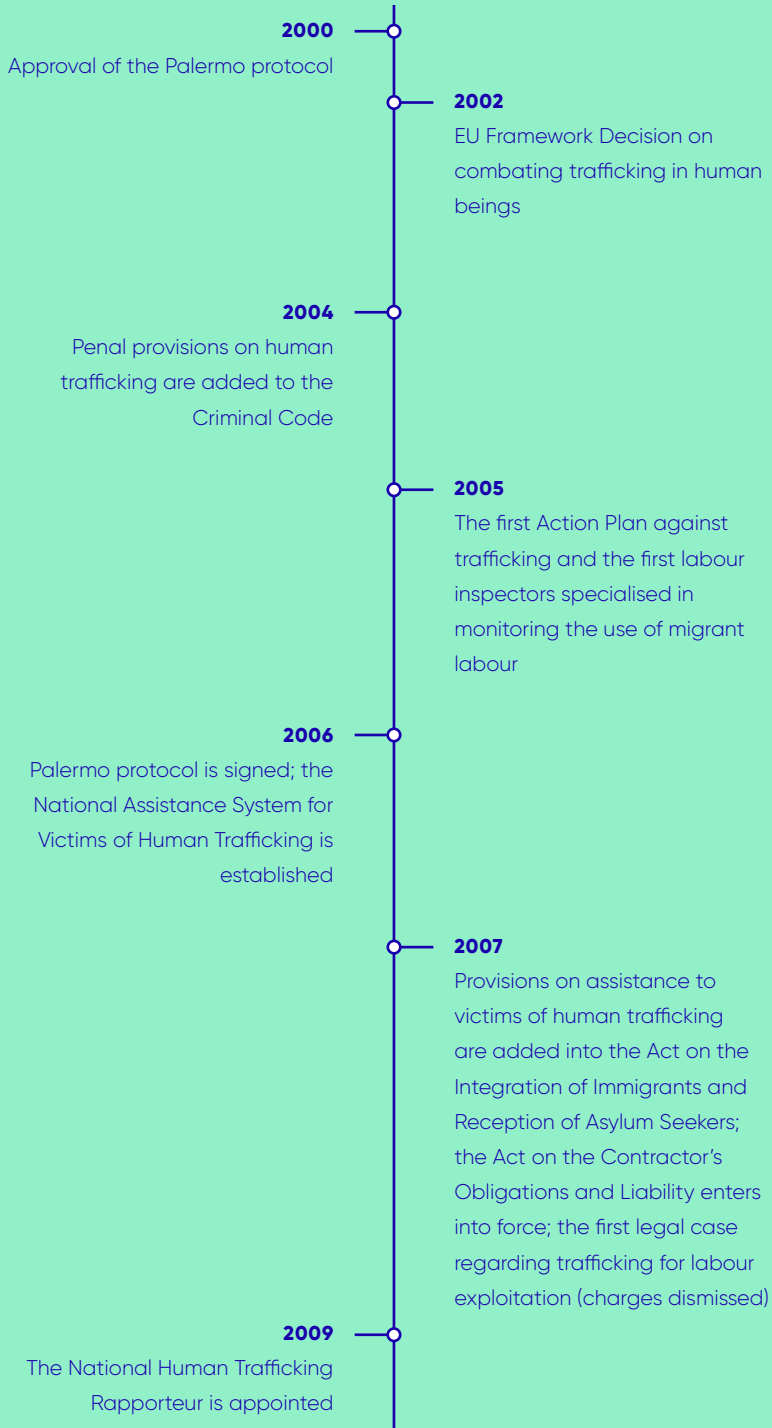 2000
Approval of the Palermo protocol
2002
EU Framework Decision on
combating trafficking in human
beings
2004
Penal provisions on human
trafficking are added to the
Criminal Code
2005
The first Action Plan against
trafficking and the first labour
inspectors specialised in
monitoring the use of migrant
labour
2006
Palermo protocol is signed; the
National Assistance System for
Victims of Human Trafficking is
established
2007
Provisions on assistance to
victims of human trafficking
are added into the Act on the
Integration of Immigrants and
Reception of Asylum Seekers;
the Act on the Contractor’s
Obligations and Liability enters
into force; the first legal case
regarding trafficking for labour
exploitation (charges dismissed)
2009
The National Human Trafficking
Rapporteur is appointed